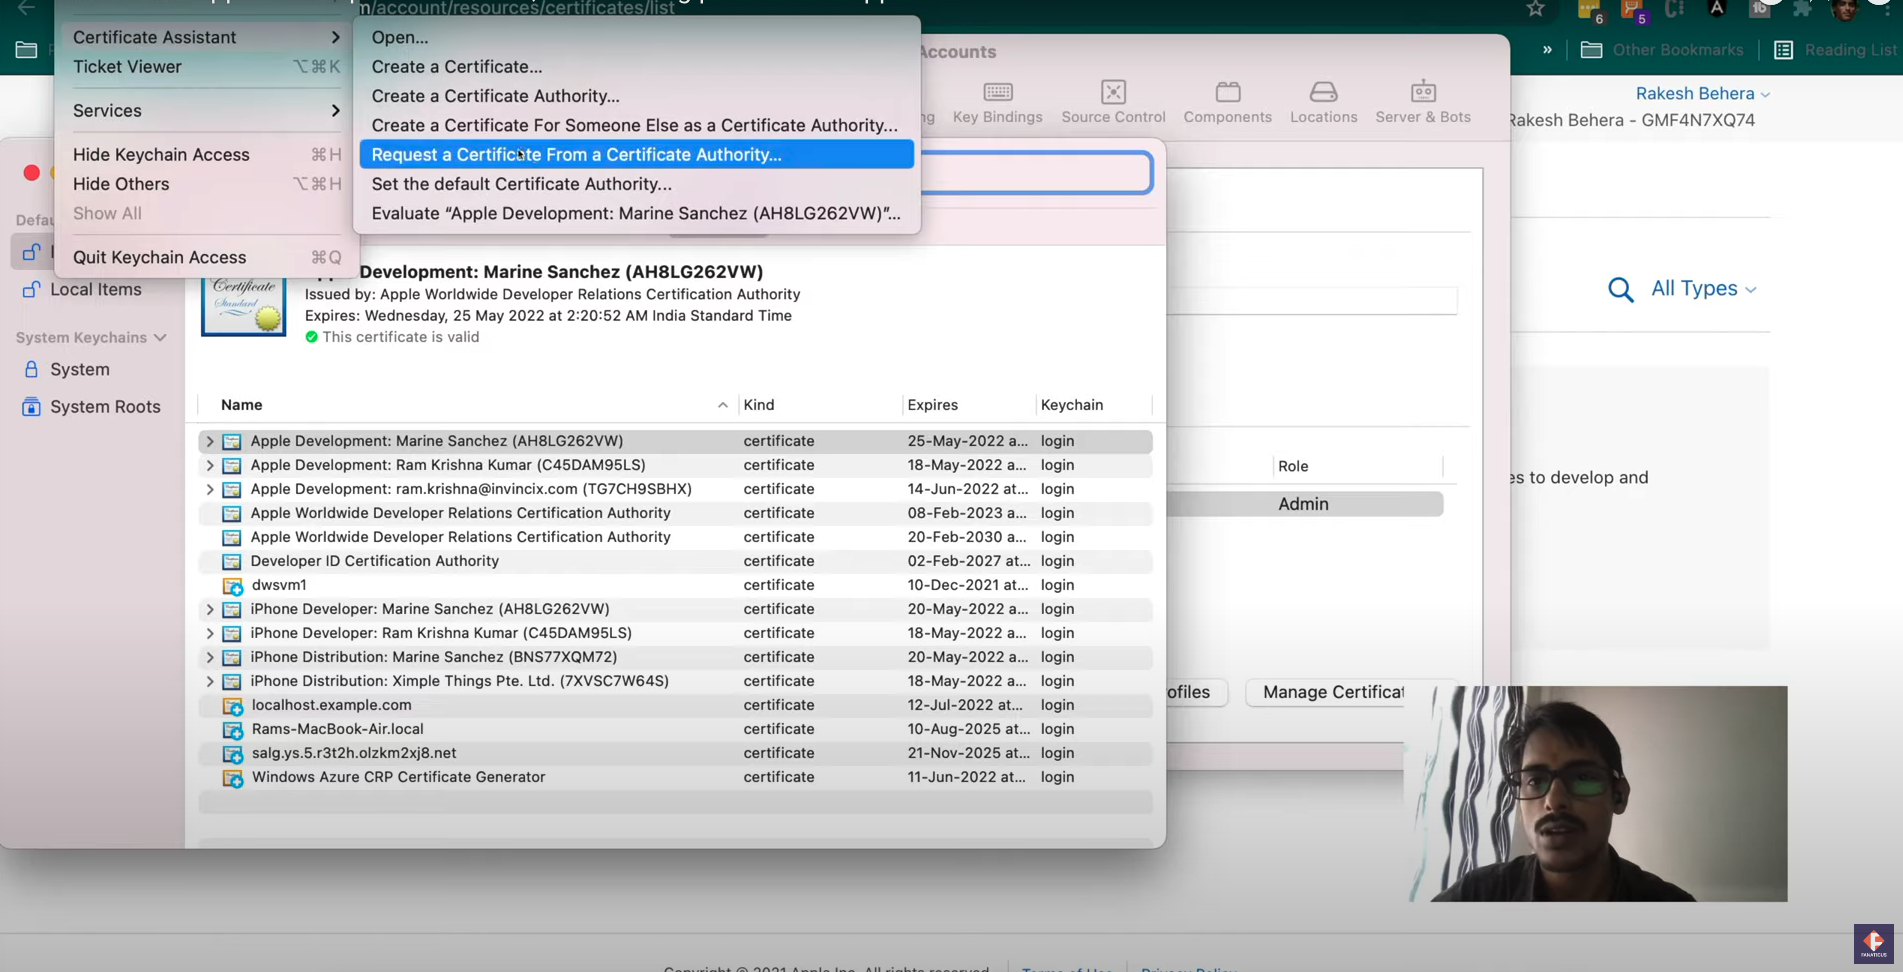 /account/resources/certificates/list
6
5
» Other Bookmarks Reading List
Certificate Assistant
Ticket Viewer ⌥⌘K
Services
Hide Keychain Access ⌘H
Hide Others ⌥⌘H
Show All
Quit Keychain Access ⌘Q
Open...
Create a Certificate...
Create a Certificate Authority...
Create a Certificate For Someone Else as a Certificate Authority...
Request a Certificate From a Certificate Authority...
Set the default Certificate Authority...
Evaluate “Apple Development: Marine Sanchez (AH8LG262VW)”...
Accounts
Key Bindings Source Control Components Locations Server & Bots
Rakesh Behera
Rakesh Behera - GMF4N7XQ74
All Types
Local Items
System Keychains
System
System Roots
Development: Marine Sanchez (AH8LG262VW)
Issued by: Apple Worldwide Developer Relations Certification Authority
Expires: Wednesday, 25 May 2022 at 2:20:52 AM India Standard Time
This certificate is valid
Name Kind Expires Keychain
Apple Development: Marine Sanchez (AH8LG262VW) certificate 25-May-2022 a... login
Apple Development: Ram Krishna Kumar (C45DAM95LS) certificate 18-May-2022 a... login
Apple Development: ram.krishna@invincix.com (TG7CH9SBHX) certificate 14-Jun-2022 at... login
Apple Worldwide Developer Relations Certification Authority certificate 08-Feb-2023 a... login
Apple Worldwide Developer Relations Certification Authority certificate 20-Feb-2030 a... login
Developer ID Certification Authority certificate 02-Feb-2027 at... login
dwsvm1 certificate 10-Dec-2021 at... login
iPhone Developer: Marine Sanchez (AH8LG262VW) certificate 20-May-2022 a... login
iPhone Developer: Ram Krishna Kumar (C45DAM95LS) certificate 18-May-2022 a... login
iPhone Distribution: Marine Sanchez (BNS77XQM72) certificate 20-May-2022 a... login
iPhone Distribution: Ximple Things Pte. Ltd. (7XVSC7W64S) certificate 18-May-2022 a... login
localhost.example.com certificate 12-Jul-2022 at... login
Rams-MacBook-Air.local certificate 10-Aug-2025 at... login
salg.ys.5.r3t2h.olzkm2xj8.net certificate 21-Nov-2025 at... login
Windows Azure CRP Certificate Generator certificate 11-Jun-2022 at... login
Role
Admin
es to develop and
ofiles Manage Certificat
Certificate
Standard
FANATICUS
Copyright © 2021 Apple Inc. All rights reserved. Terms of Use Privacy Policy